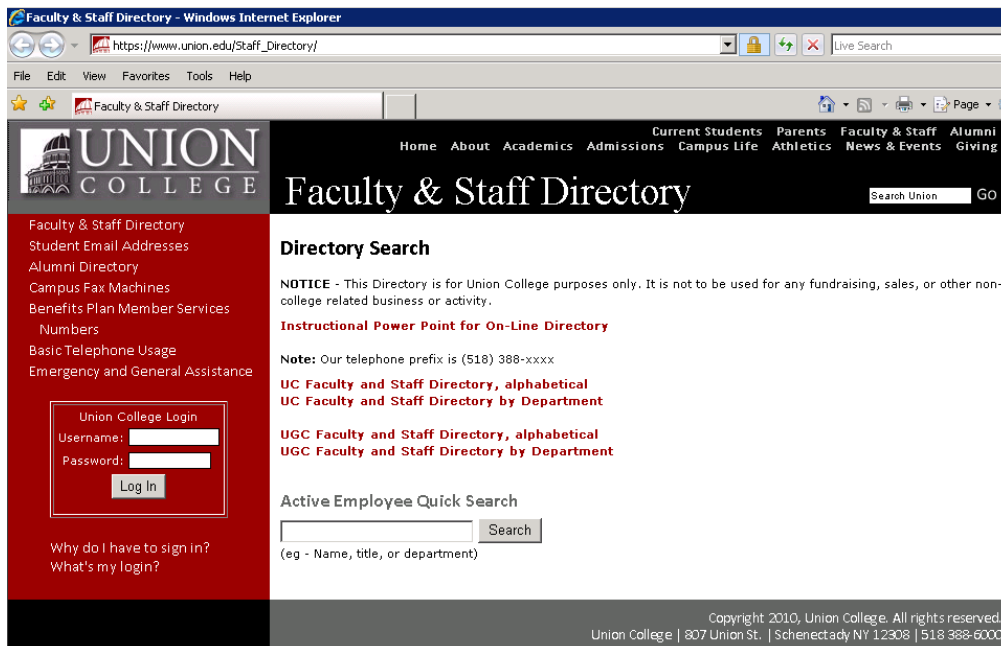 Faculty & Staff Directory - Windows Internet Explorer
https://www.union.edu/Staff_Directory/
Live Search
File Edit View Favorites Tools Help
Faculty & Staff Directory
Page
UNION
COLLEGE
Current Students Parents Faculty & Staff Alumni
Home About Academics Admissions Campus Life Athletics News & Events Giving
Faculty & Staff Directory
Search Union GO
Faculty & Staff Directory
Student Email Addresses
Alumni Directory
Campus Fax Machines
Benefits Plan Member Services
Numbers
Basic Telephone Usage
Emergency and General Assistance
Union College Login
Username:
Password:
Log In
Why do I have to sign in?
What's my login?
Directory Search
NOTICE - This Directory is for Union College purposes only. It is not to be used for any fundraising, sales, or other non-
college related business or activity.
Instructional Power Point for On-Line Directory
Note: Our telephone prefix is (518) 388-xxxx
UC Faculty and Staff Directory, alphabetical
UC Faculty and Staff Directory by Department
UGC Faculty and Staff Directory, alphabetical
UGC Faculty and Staff Directory by Department
Active Employee Quick Search
Search
(eg - Name, title, or department)
Copyright 2010, Union College. All rights reserved.
Union College | 807 Union St. | Schenectady NY 12308 | 518 388-6000